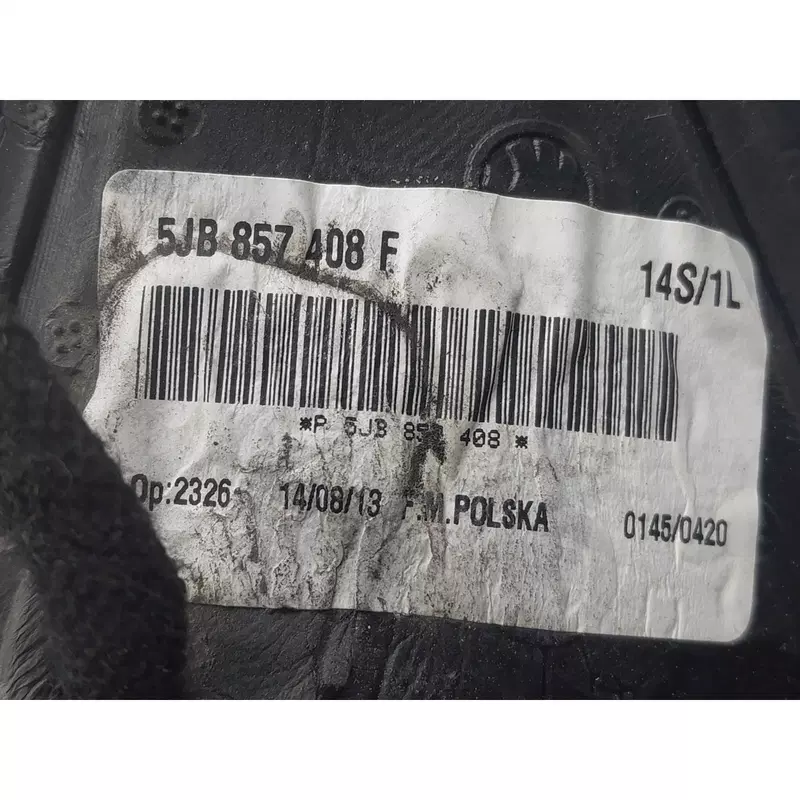 5JB 857 408 F
14S/1L
*P 5JB 857 408 *
Op:2326 14/08/13 F.M.POLSKA 0145/0420